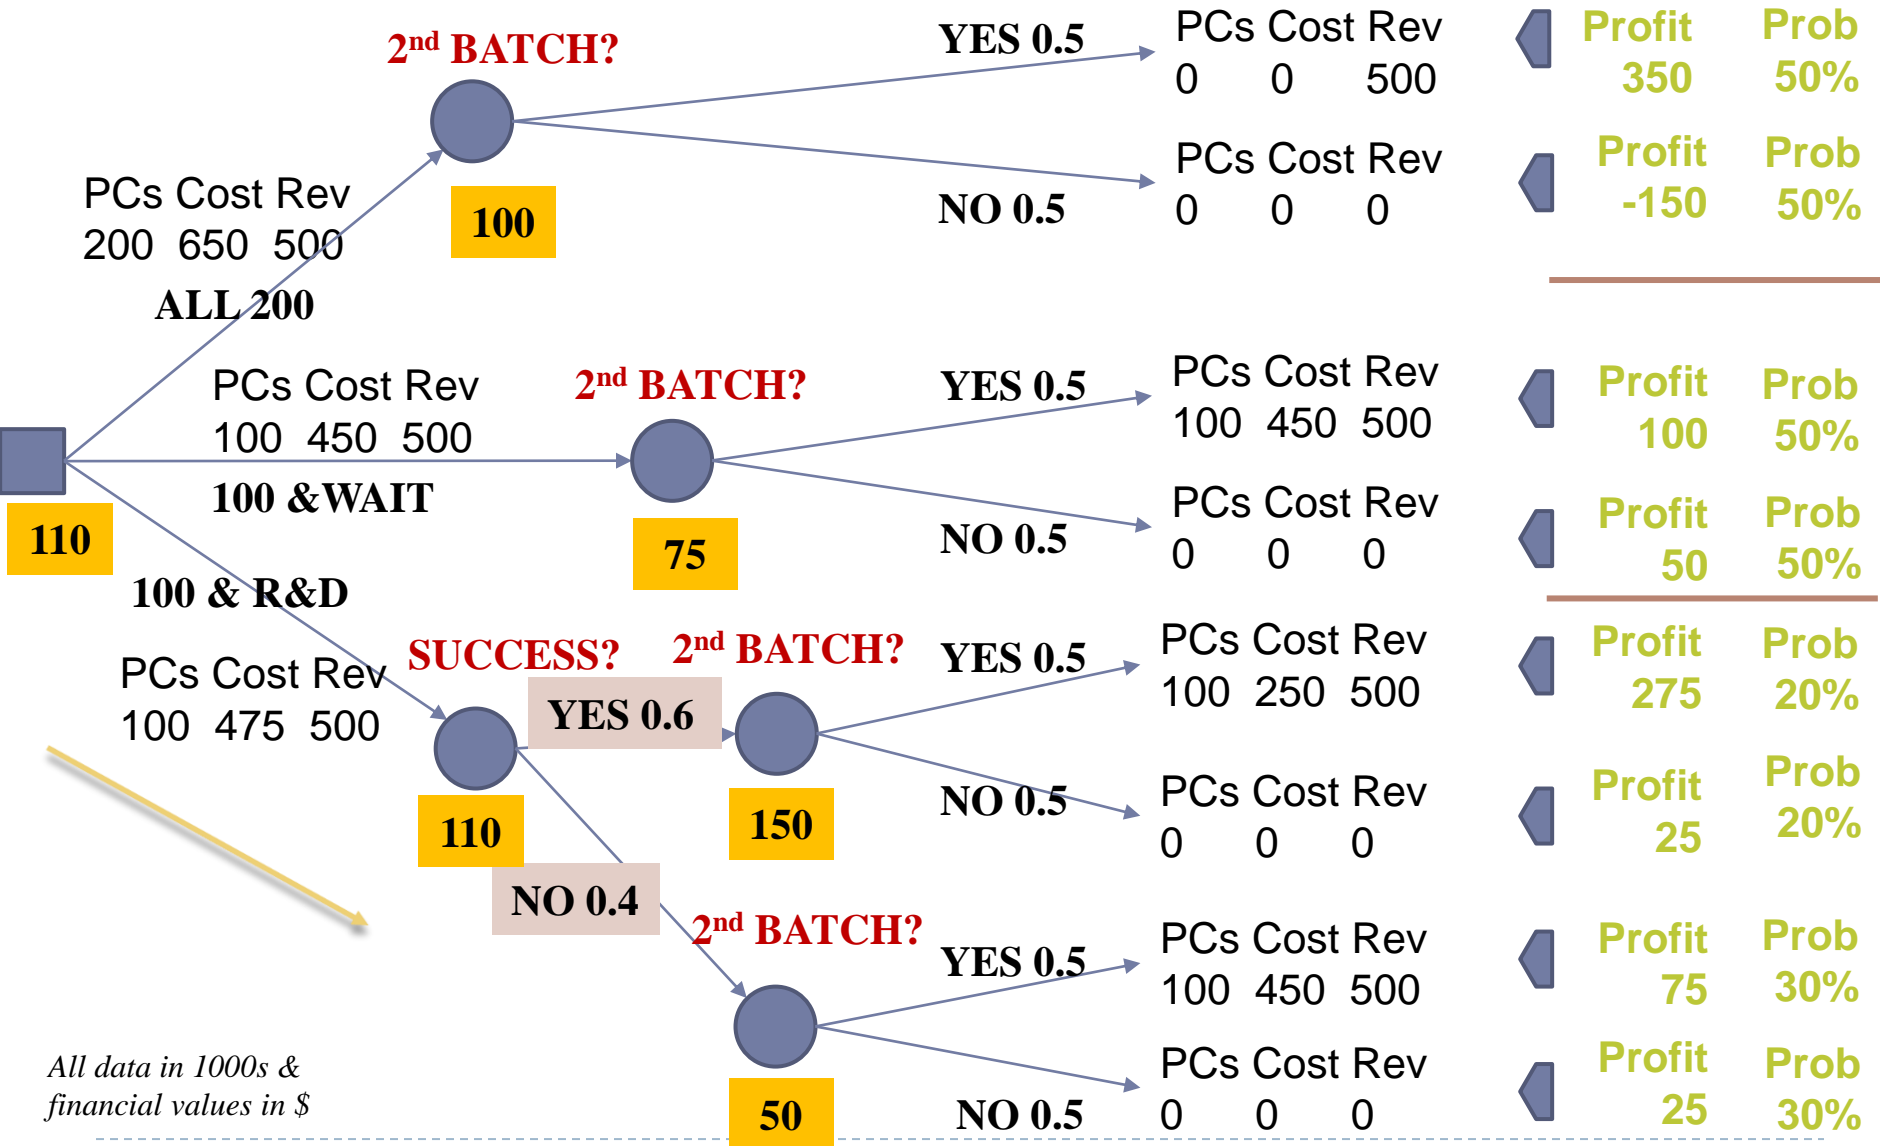 2nd BATCH?
YES 0.5
PCs Cost Rev
0 0 500
Profit Prob
350 50%
PCs Cost Rev
200 650 500
ALL 200
100
NO 0.5
PCs Cost Rev
0 0 0
Profit Prob
-150 50%
PCs Cost Rev
100 450 500
100 &WAIT
2nd BATCH?
75
YES 0.5
PCs Cost Rev
100 450 500
Profit Prob
100 50%
NO 0.5
PCs Cost Rev
0 0 0
Profit Prob
50 50%
110
100 & R&D
PCs Cost Rev
100 475 500
SUCCESS?
110
YES 0.6
2nd BATCH?
150
YES 0.5
PCs Cost Rev
100 250 500
Profit Prob
275 20%
NO 0.5
PCs Cost Rev
0 0 0
Profit Prob
25 20%
NO 0.4
2nd BATCH?
50
YES 0.5
PCs Cost Rev
100 450 500
Profit Prob
75 30%
NO 0.5
PCs Cost Rev
0 0 0
Profit Prob
25 30%
All data in 1000s &
financial values in $